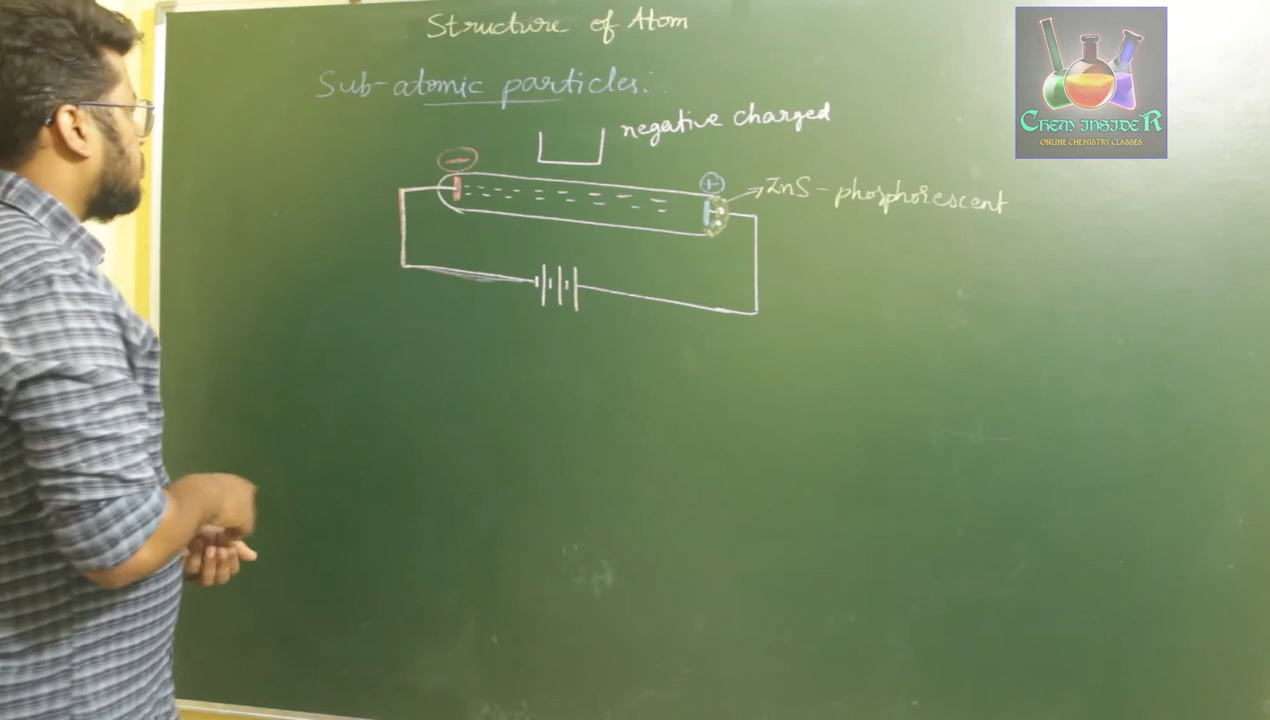 Structure of Atom
Sub-atomic particles:
negative charged
−
+
ZnS - phosphorescent
CHEM INSIDER
ONLINE CHEMISTRY CLASSES